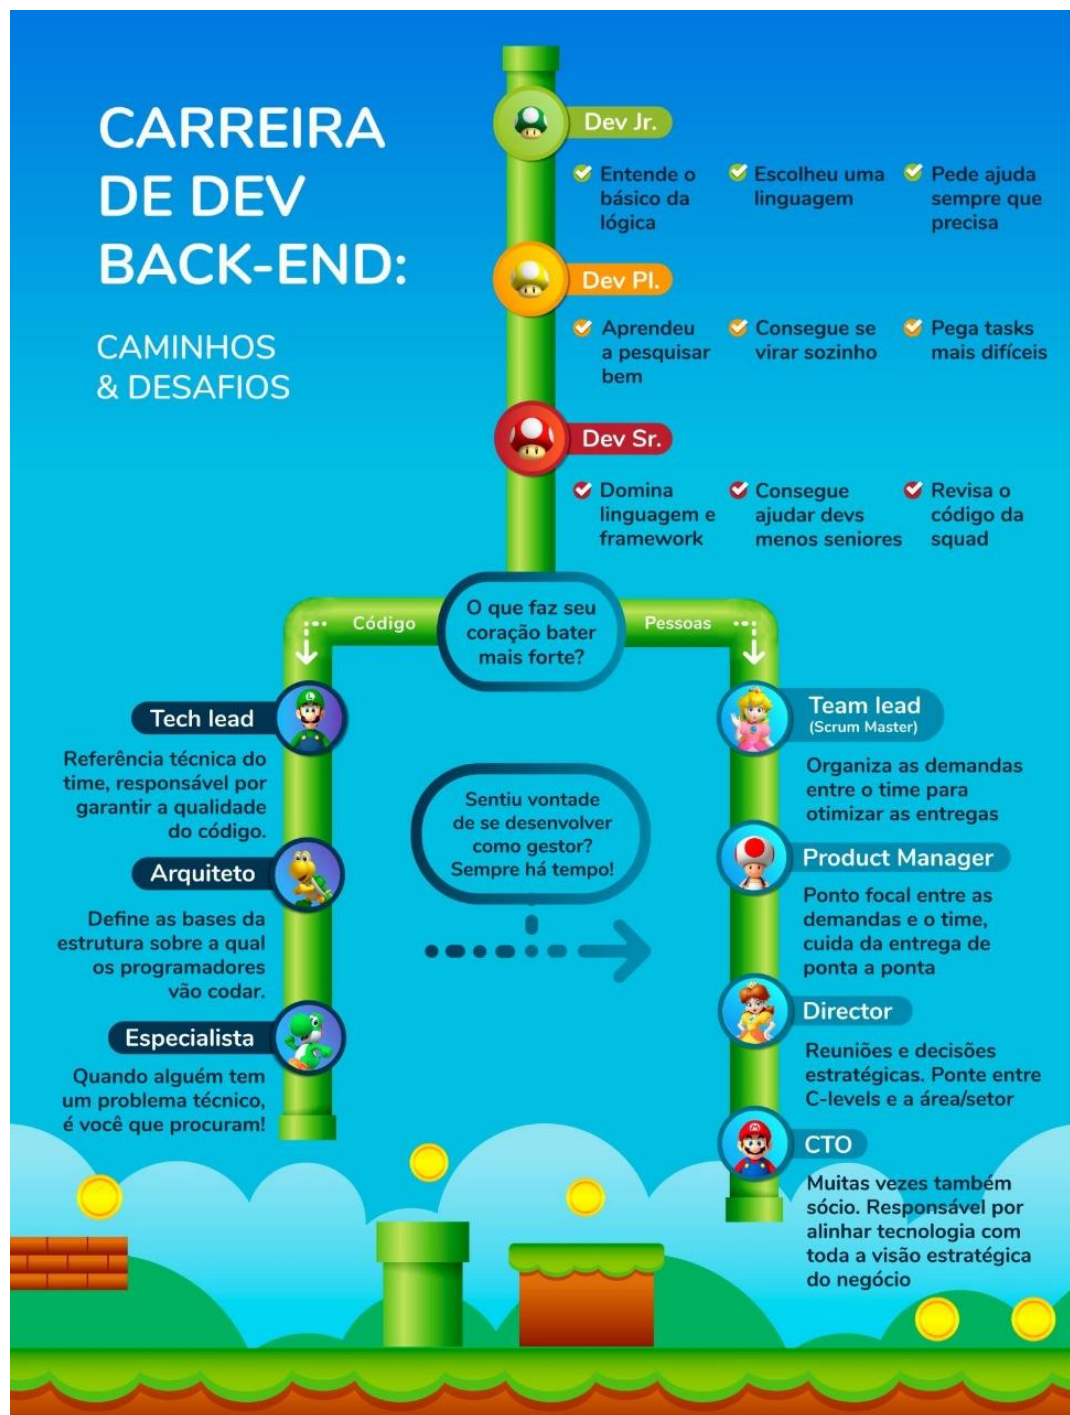 CARREIRA
DE DEV
BACK-END:
CAMINHOS
& DESAFIOS
Dev Jr.
Entende o
básico da
lógica
Escolheu uma
linguagem
Pede ajuda
sempre que
precisa
Dev Pl.
Aprendeu
a pesquisar
bem
Consegue se
virar sozinho
Pega tasks
mais difíceis
Dev Sr.
Domina
linguagem e
framework
Consegue
ajudar devs
menos seniores
Revisa o
código da
squad
O que faz seu
coração bater
mais forte?
Código
Pessoas
Tech lead
Referência técnica do
time, responsável por
garantir a qualidade
do código.
Arquiteto
Define as bases da
estrutura sobre a qual
os programadores
vão codar.
Especialista
Quando alguém tem
um problema técnico,
é você que procuram!
Sentiu vontade
de se desenvolver
como gestor?
Sempre há tempo!
Team lead
(Scrum Master)
Organiza as demandas
entre o time para
otimizar as entregas
Product Manager
Ponto focal entre as
demandas e o time,
cuida da entrega de
ponta a ponta
Director
Reuniões e decisões
estratégicas. Ponte entre
C-levels e a área/setor
CTO
Muitas vezes também
sócio. Responsável por
alinhar tecnologia com
toda a visão estratégica
do negócio